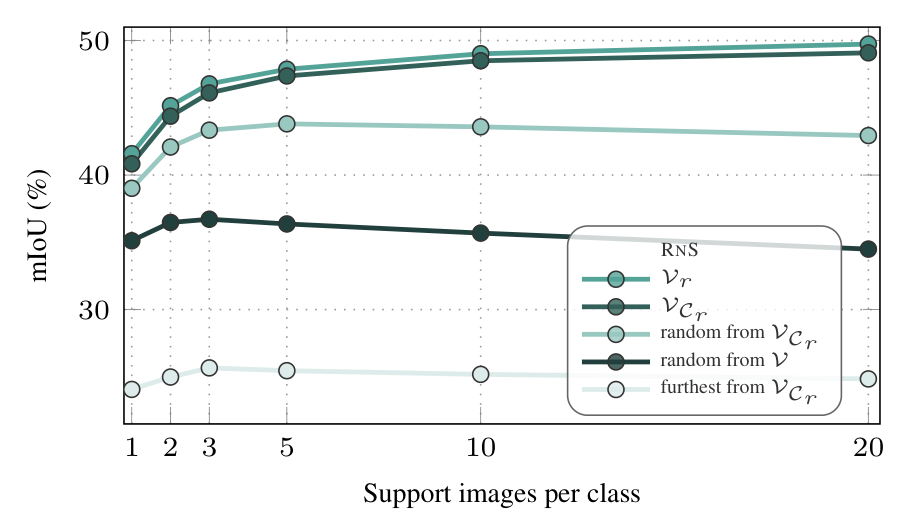 50
40
30
mIoU (%)
RNS
𝒱_r
𝒱_{𝒞_r}
random from 𝒱_{𝒞_r}
random from 𝒱
furthest from 𝒱_{𝒞_r}
1 2 3 5 10 20
Support images per class